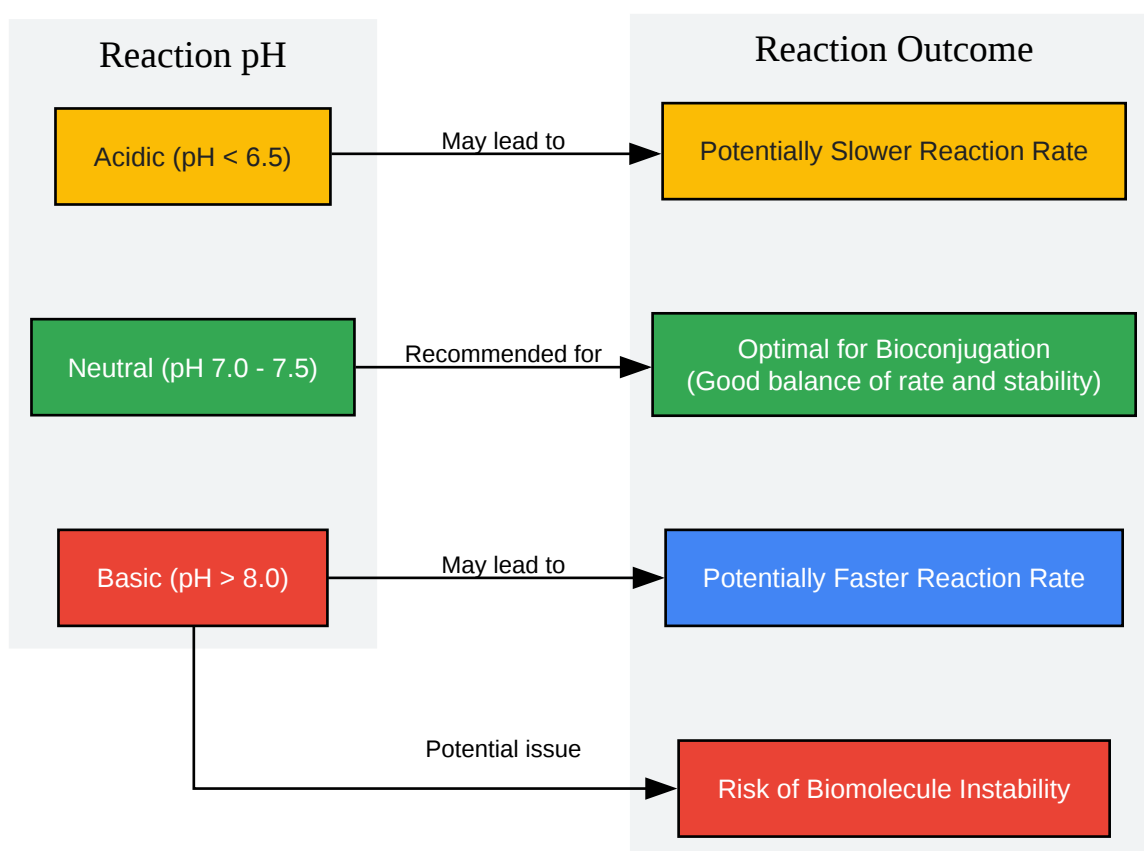 Reaction pH
Reaction Outcome
Acidic (pH < 6.5)
May lead to
Potentially Slower Reaction Rate
Neutral (pH 7.0 - 7.5)
Recommended for
Optimal for Bioconjugation
(Good balance of rate and stability)
Basic (pH > 8.0)
May lead to
Potentially Faster Reaction Rate
Potential issue
Risk of Biomolecule Instability